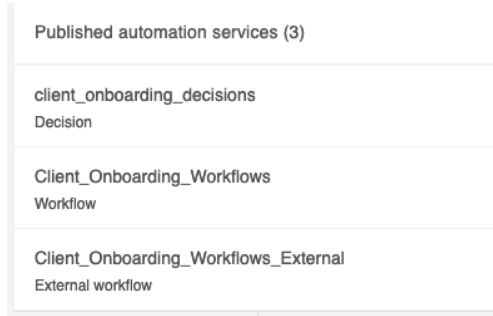 Published automation services (3)
client_onboarding_decisions
Decision
Client_Onboarding_Workflows
Workflow
Client_Onboarding_Workflows_External
External workflow